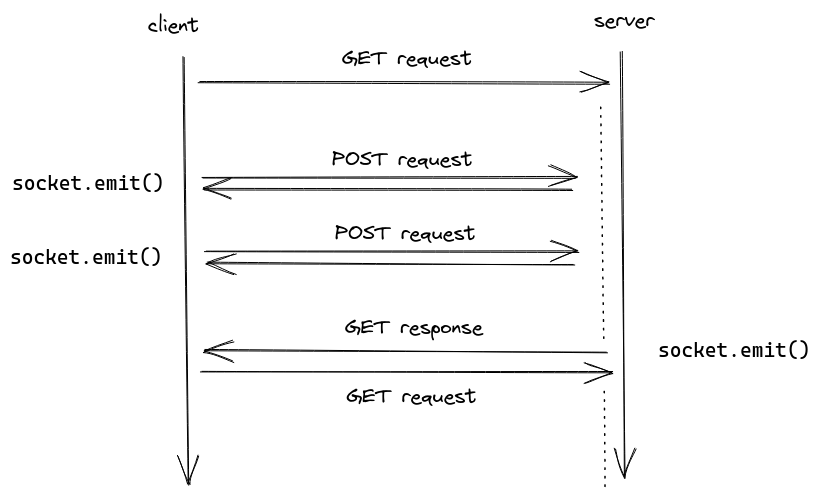 client
server
GET request
POST request
socket.emit()
POST request
socket.emit()
GET response
socket.emit()
GET request